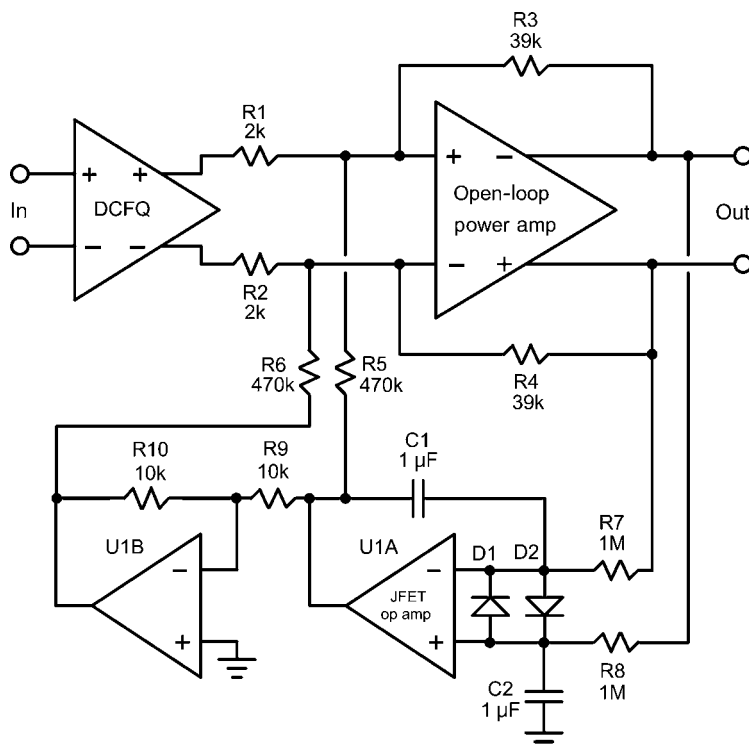 R3
39k
R1
2k
+ +
+ −
In
DCFQ
Open-loop
power amp
Out
− −
− +
R2
2k
R6
470k
R5
470k
R4
39k
R10
10k
R9
10k
C1
1 µF
U1B
U1A
D1
D2
R7
1M
−
−
JFET
op amp
+
+
R8
1M
C2
1 µF